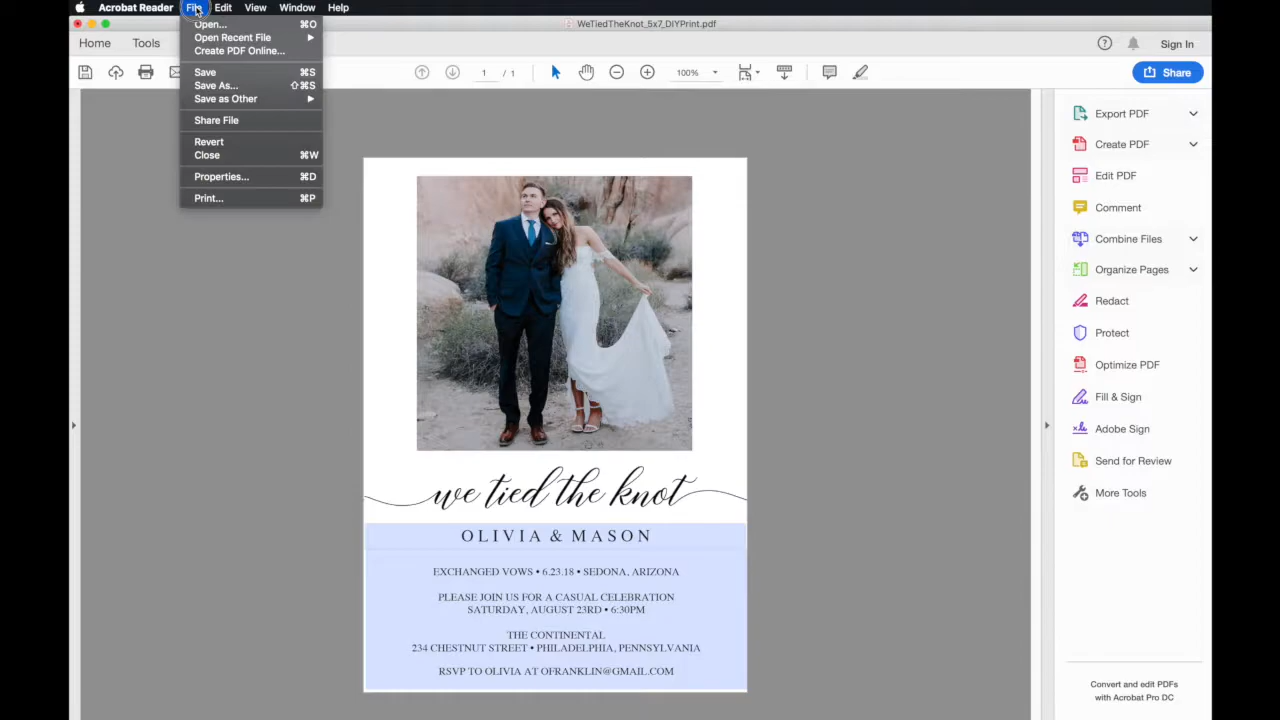 Acrobat Reader File Edit View Window Help
WeTiedTheKnot_5x7_DIYPrint.pdf
Home Tools
Sign In
1 / 1
100%
Share
Open... ⌘O
Open Recent File
Create PDF Online...
Save ⌘S
Save As... ⇧⌘S
Save as Other
Share File
Revert
Close ⌘W
Properties... ⌘D
Print... ⌘P
we tied the knot
OLIVIA & MASON
EXCHANGED VOWS • 6.23.18 • SEDONA, ARIZONA
PLEASE JOIN US FOR A CASUAL CELEBRATION
SATURDAY, AUGUST 23RD • 6:30PM
THE CONTINENTAL
234 CHESTNUT STREET • PHILADELPHIA, PENNSYLVANIA
RSVP TO OLIVIA AT OFRANKLIN@GMAIL.COM
Export PDF
Create PDF
Edit PDF
Comment
Combine Files
Organize Pages
Redact
Protect
Optimize PDF
Fill & Sign
Adobe Sign
Send for Review
More Tools
Convert and edit PDFs
with Acrobat Pro DC